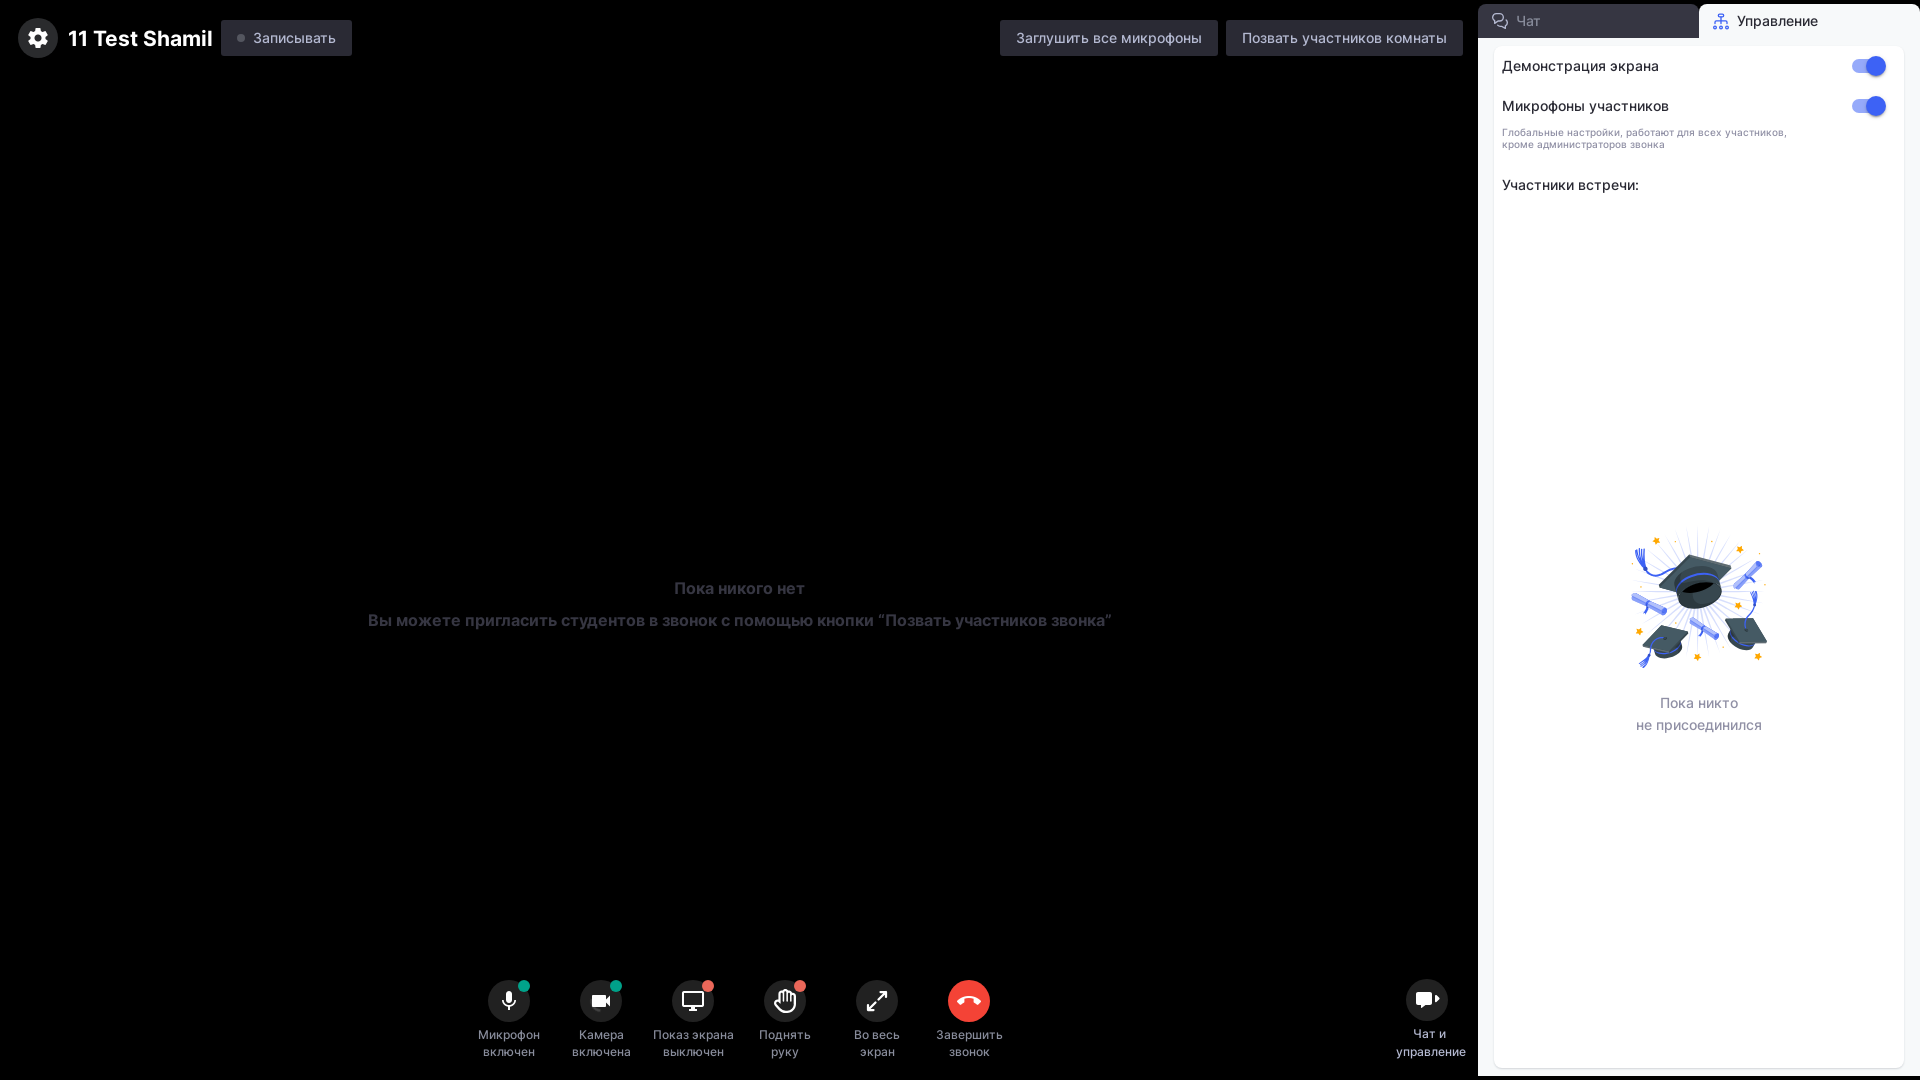 11 Test Shamil
Записывать
Заглушить все микрофоны
Позвать участников комнаты
Чат
Управление
Демонстрация экрана
Микрофоны участников
Глобальные настройки, работают для всех участников,
кроме администраторов звонка
Участники встречи:
Пока никого нет
Вы можете пригласить студентов в звонок с помощью кнопки “Позвать участников звонка”
Пока никто
не присоединился
Микрофон
включен
Камера
включена
Показ экрана
выключен
Поднять
руку
Во весь
экран
Завершить
звонок
Чат и
управление